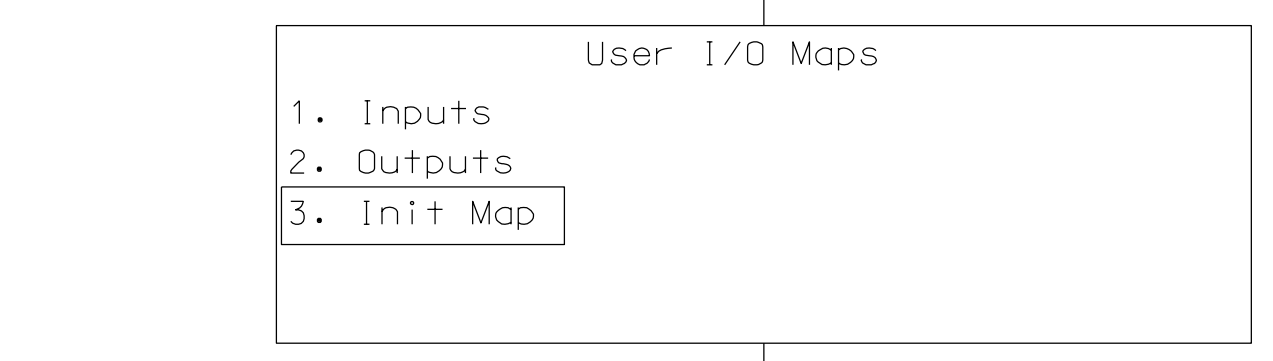 User I/O Maps
1. Inputs
2. Outputs
3. Init Map